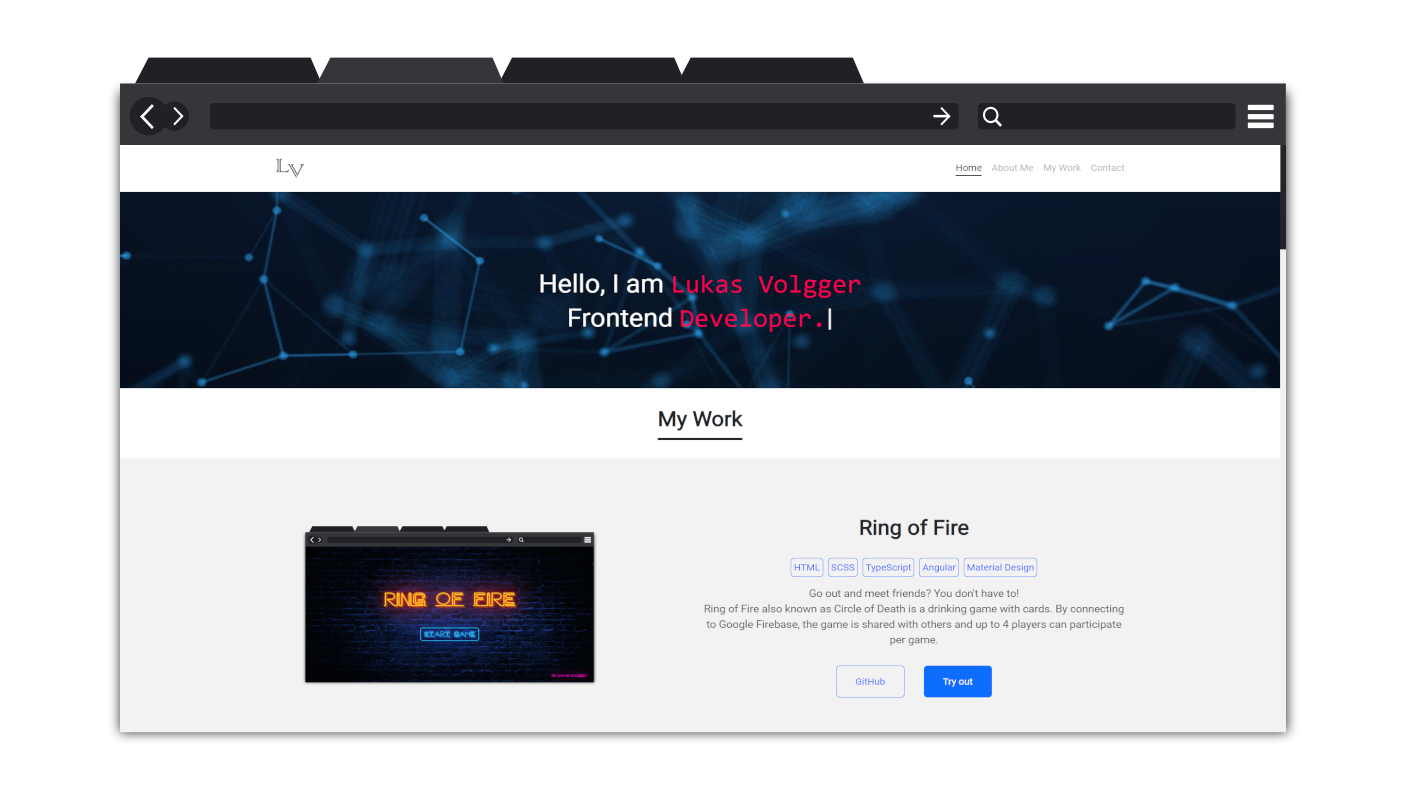 LV
Home About Me My Work Contact
Hello, I am Lukas Volgger
Frontend Developer.|
My Work
Ring of Fire
HTML SCSS TypeScript Angular Material Design
Go out and meet friends? You don't have to!
Ring of Fire also known as Circle of Death is a drinking game with cards. By connecting
to Google Firebase, the game is shared with others and up to 4 players can participate
per game.
RING OF FIRE
START GAME
GitHub Try out